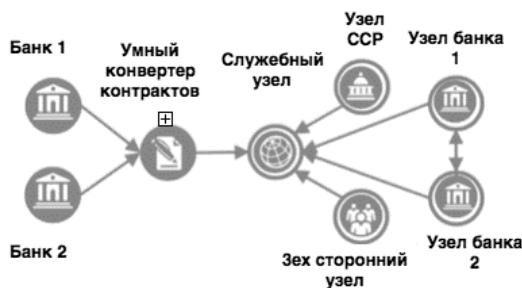 Банк 1
Умный
конвертер
контрактов
Служебный
узел
Узел
ССР
Узел банка
1
Банк 2
3ех сторонний
узел
Узел банка
2